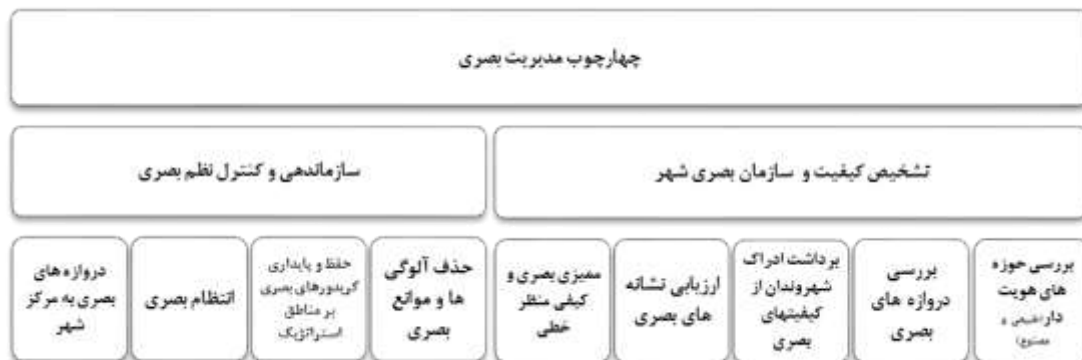 چهارچوب مدیریت بصری
تشخیص کیفیت و سازمان بصری شهر
سازماندهی و کنترل نظم بصری
بررسی حوزه
های هویت
دار(طبیعی و
مصنوع)
بررسی
دروازه های
بصری
برداشت ادراک
شهروندان از
کیفیتهای
بصری
ارزیابی نشانه
های بصری
ممیزی بصری و
کیفی منظر
خطی
حذف آلوگی
ها و موانع
بصری
حفظ و پایداری
کریدورهای بصری
بر مناطق
استراتژیک
انتظام بصری
دروازه های
بصری به مرکز
شهر